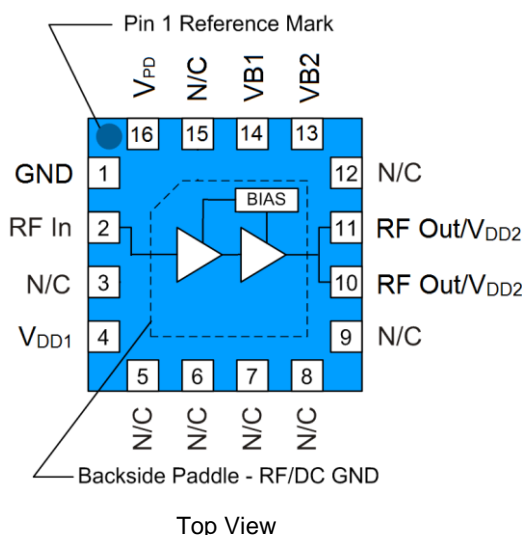 Pin 1 Reference Mark
VPD
N/C
VB1
VB2
16
15
14
13
GND
1
12
N/C
BIAS
RF In
2
11
RF Out/VDD2
N/C
3
10
RF Out/VDD2
VDD1
4
9
N/C
5
6
7
8
N/C
N/C
N/C
N/C
Backside Paddle - RF/DC GND
Top View